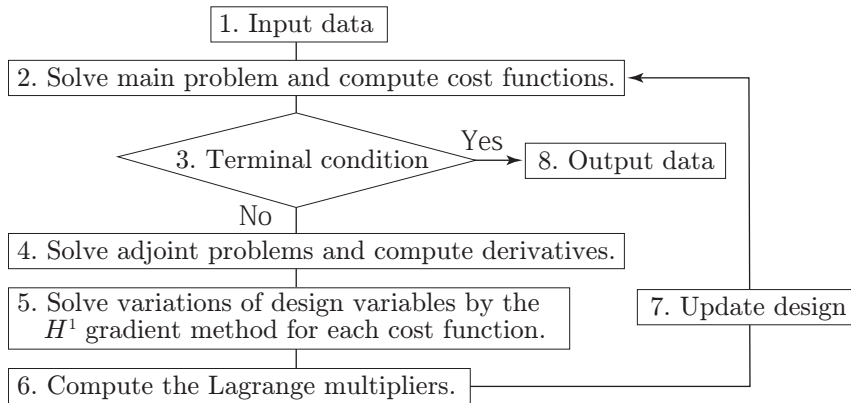 1. Input data
2. Solve main problem and compute cost functions.
3. Terminal condition
Yes
8. Output data
No
4. Solve adjoint problems and compute derivatives.
5. Solve variations of design variables by the
H¹ gradient method for each cost function.
7. Update design
6. Compute the Lagrange multipliers.